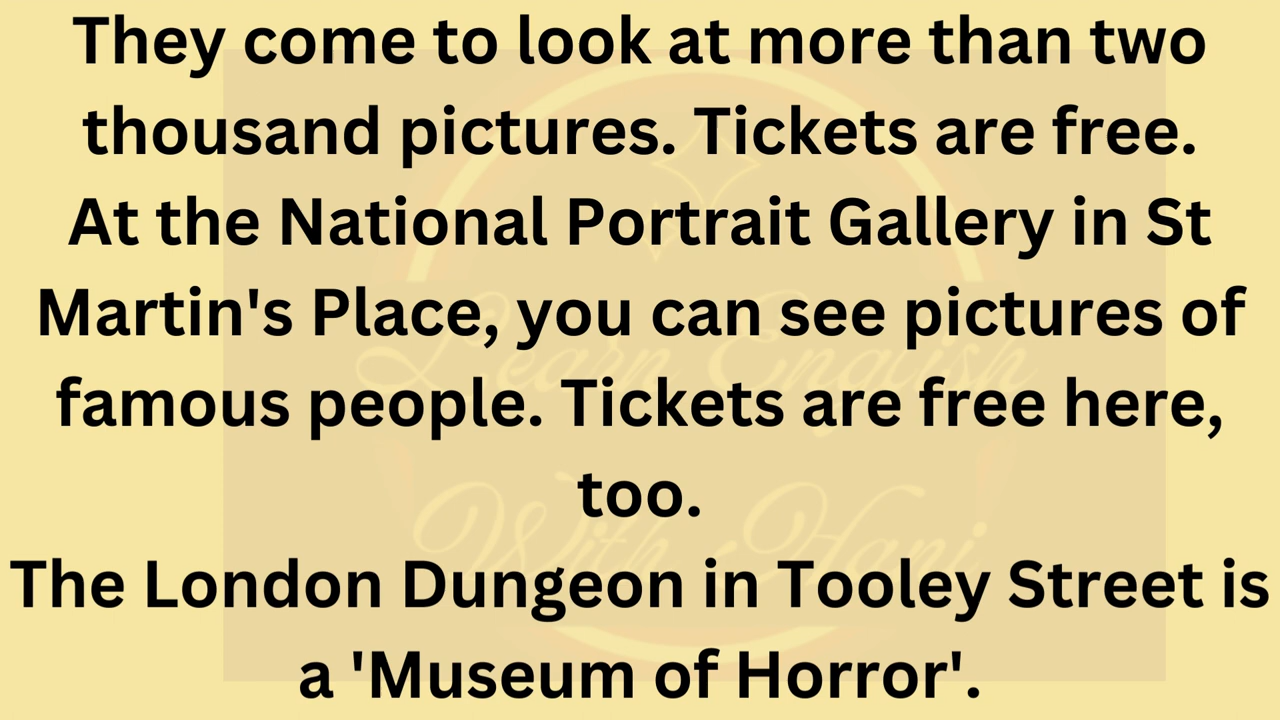 They come to look at more than two
thousand pictures. Tickets are free.
At the National Portrait Gallery in St
Martin's Place, you can see pictures of
famous people. Tickets are free here,
too.
The London Dungeon in Tooley Street is
a 'Museum of Horror'.
Learn English
With Hani